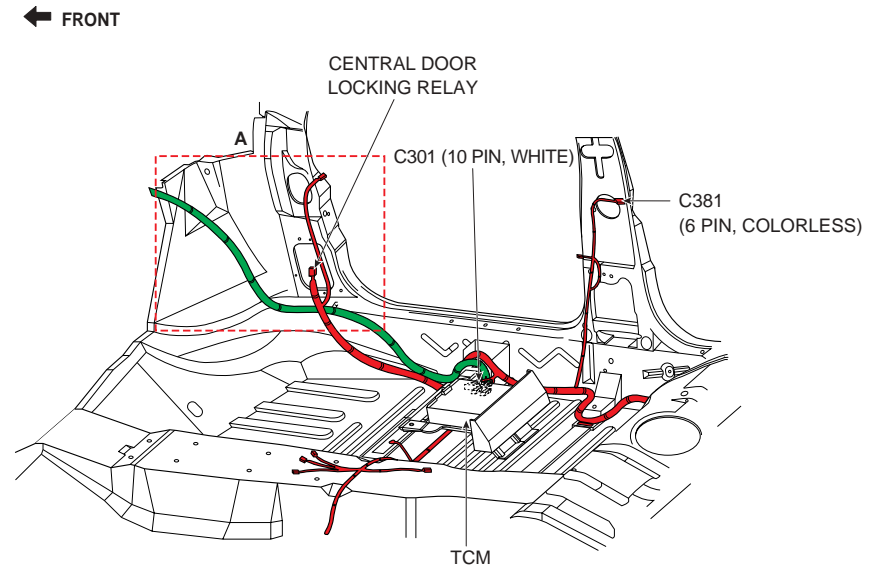 FRONT
CENTRAL DOOR
LOCKING RELAY
A
C301 (10 PIN, WHITE)
C381
(6 PIN, COLORLESS)
TCM